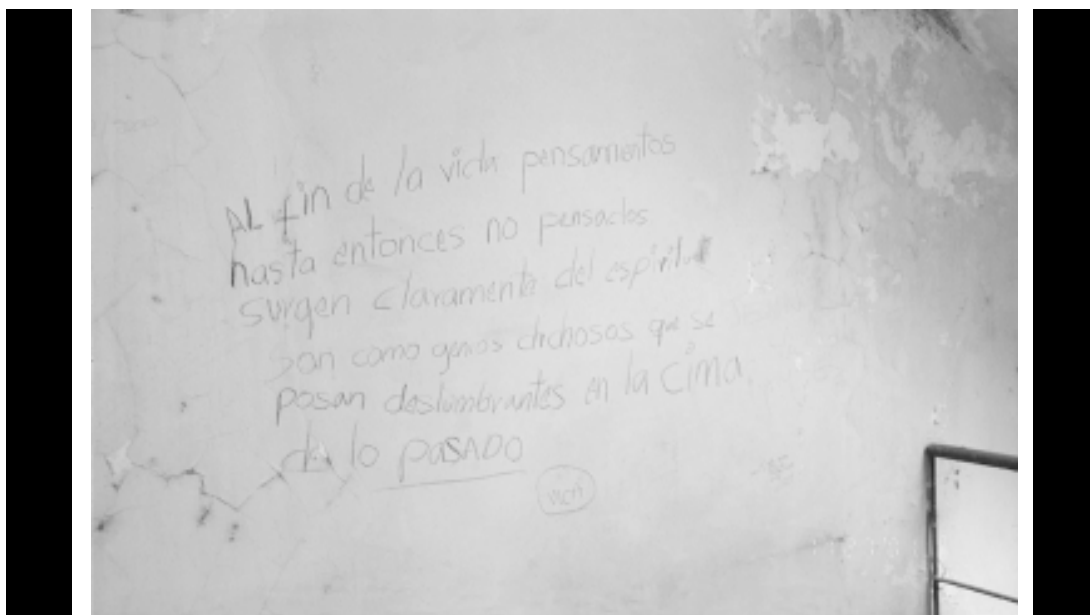 AL fin de la vida pensamientos
hasta entonces no pensados
surgen claramente del espíritu
son como genios dichosos que se
posan deslumbrantes en la cima
de lo PASADO